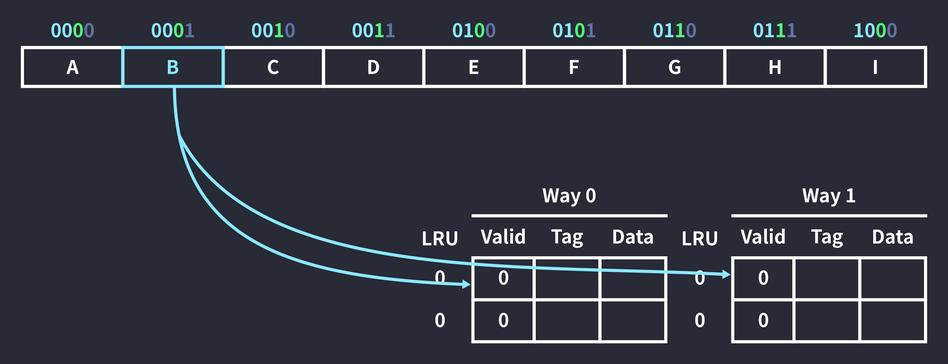 0000 0001 0010 0011 0100 0101 0110 0111 1000
A B C D E F G H I
Way 0 Way 1
LRU Valid Tag Data LRU Valid Tag Data
0 0 0 0
0 0 0 0